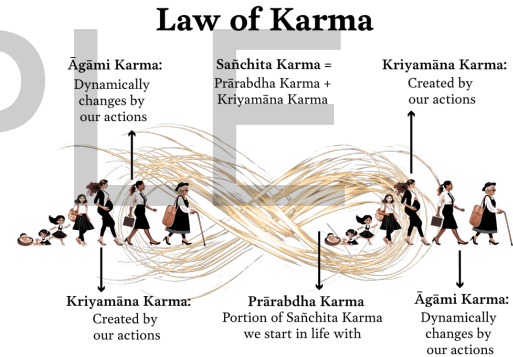 Law of Karma
Āgāmi Karma:
Dynamically
changes by
our actions
Sañchita Karma =
Prārabdha Karma +
Kriyamāna Karma
Kriyamāna Karma:
Created by
our actions
Kriyamāna Karma:
Created by
our actions
Prārabdha Karma
Portion of Sañchita Karma
we start in life with
Āgāmi Karma:
Dynamically
changes by
our actions
PLE